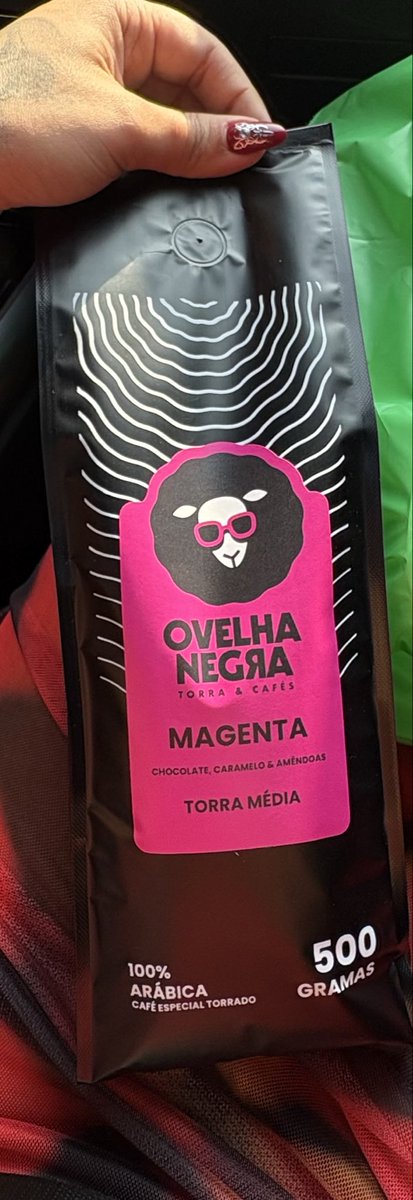 OVELHA
NEGRA
TORRA & CAFÉS
MAGENTA
CHOCOLATE, CARAMELO & AMÊNDOAS
TORRA MÉDIA
100%
ARÁBICA
CAFÉ ESPECIAL TORRADO
500
GRAMAS